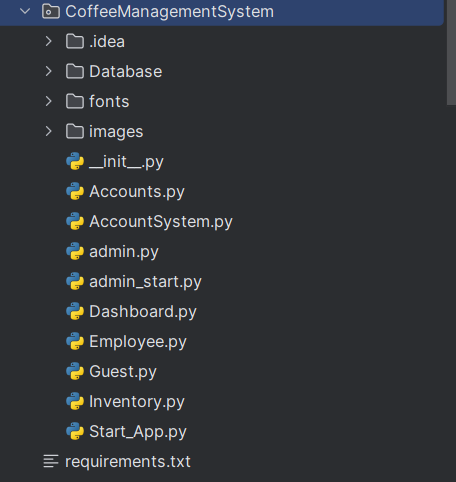 CoffeeManagementSystem
.idea
Database
fonts
images
__init__.py
Accounts.py
AccountSystem.py
admin.py
admin_start.py
Dashboard.py
Employee.py
Guest.py
Inventory.py
Start_App.py
requirements.txt